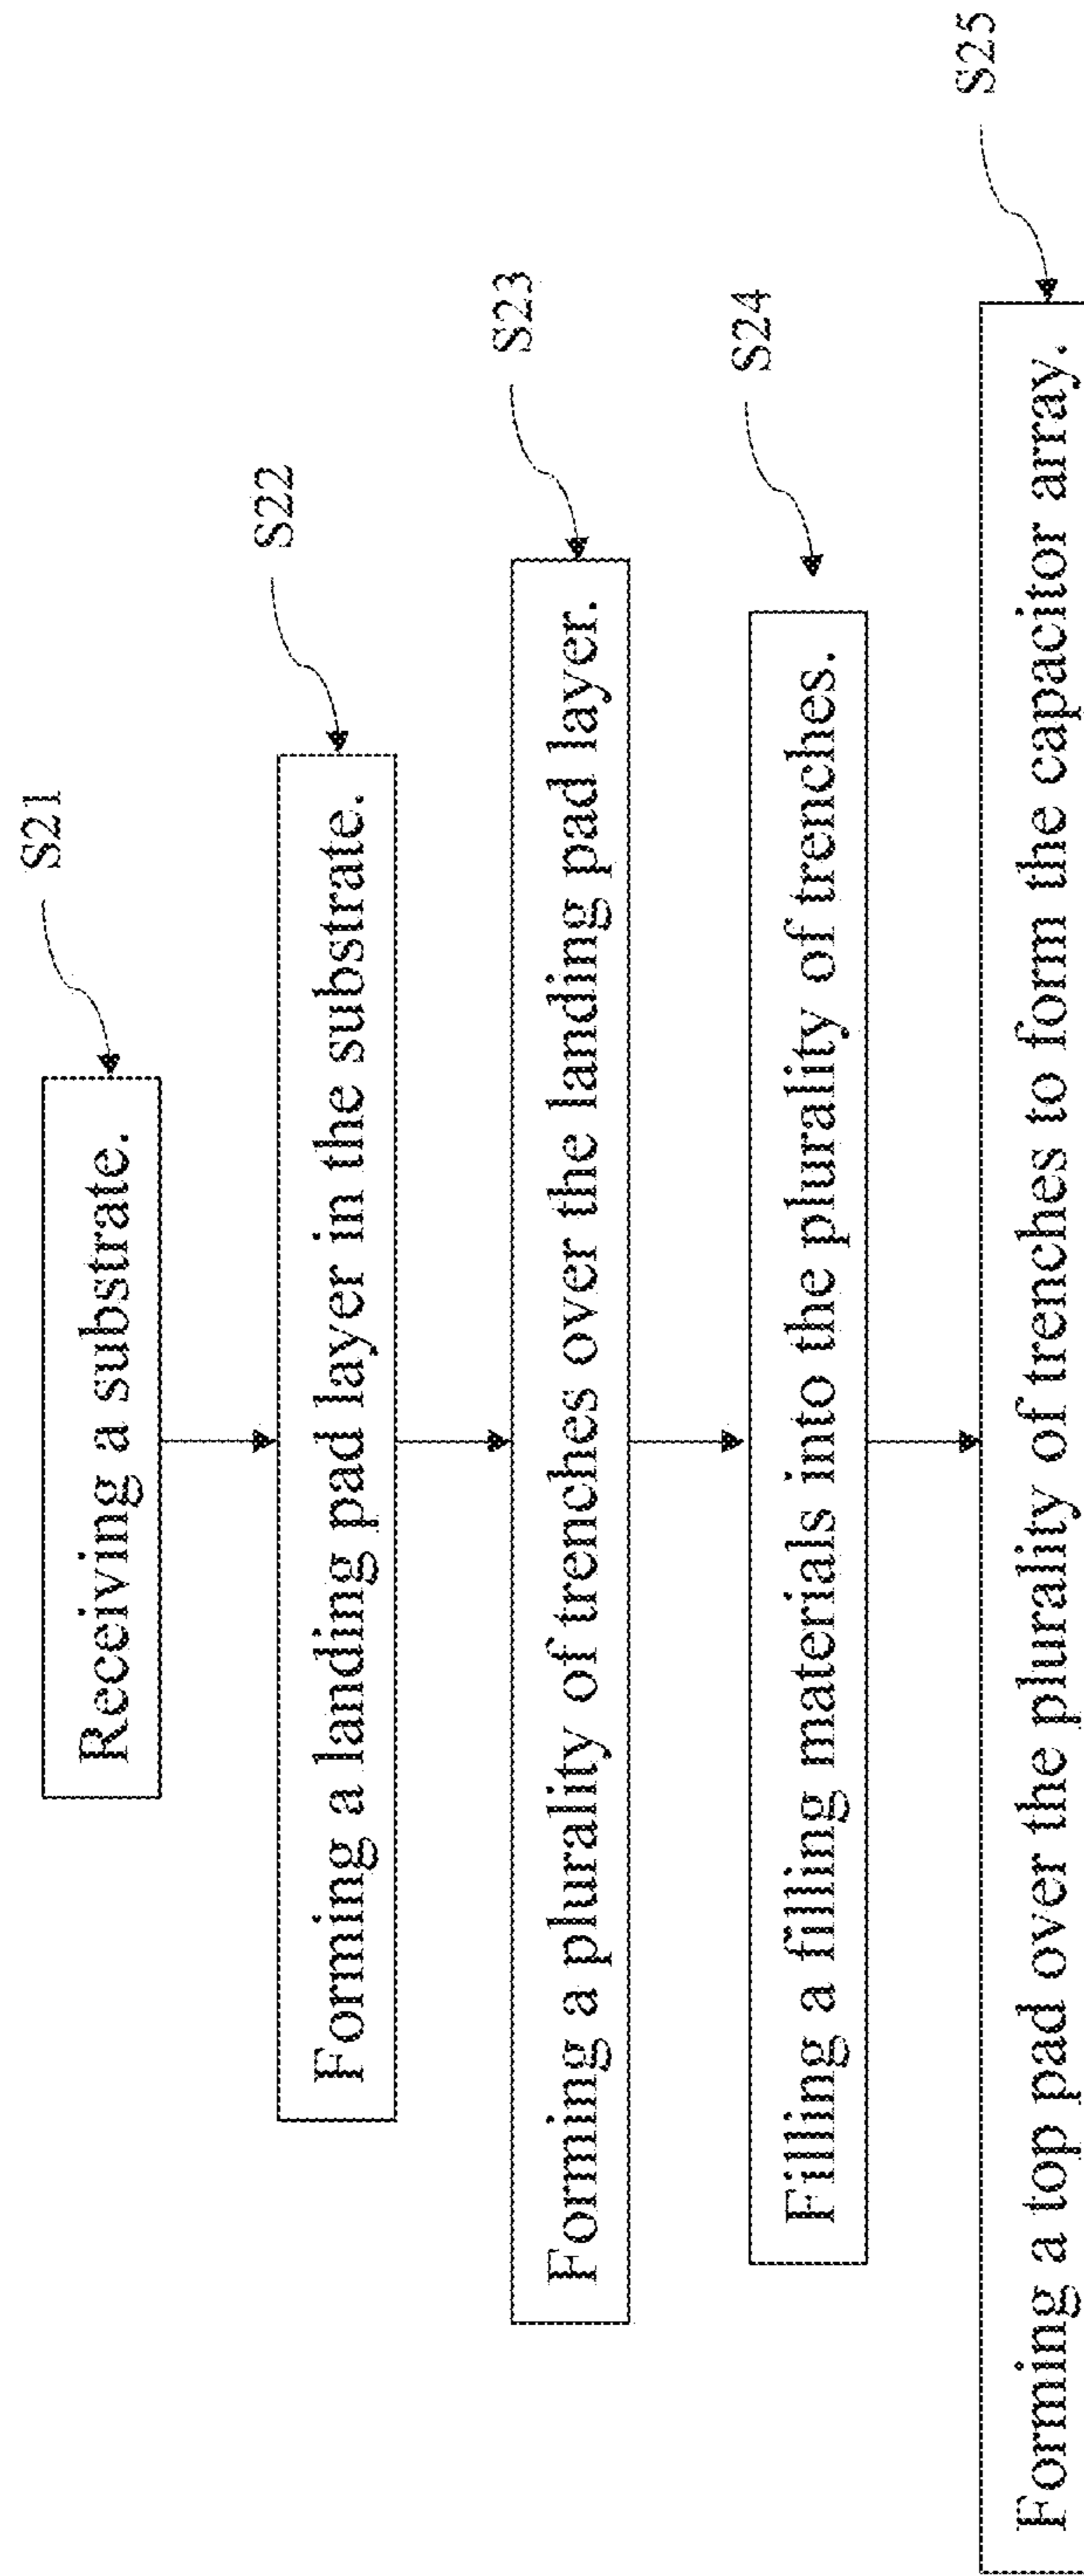 Receiving a substrate.
S21
Forming a landing pad layer in the substrate.
S22
Forming a plurality of trenches over the landing pad layer.
S23
Filling a filling materials into the plurality of trenches.
S24
Forming a top pad over the plurality of trenches to form the capacitor array.
S25